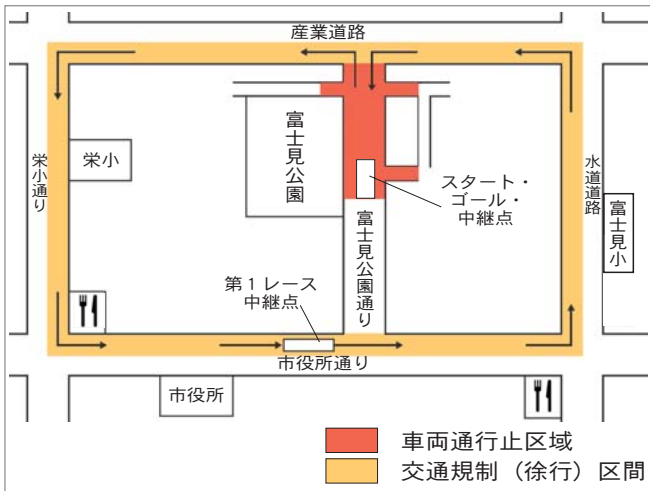 産業道路
栄小通り
栄小
富士見公園
スタート・
ゴール・
中継点
水道道路
富士見小
富士見公園通り
第1レース
中継点
市役所通り
市役所
車両通行止区域
交通規制（徐行）区間